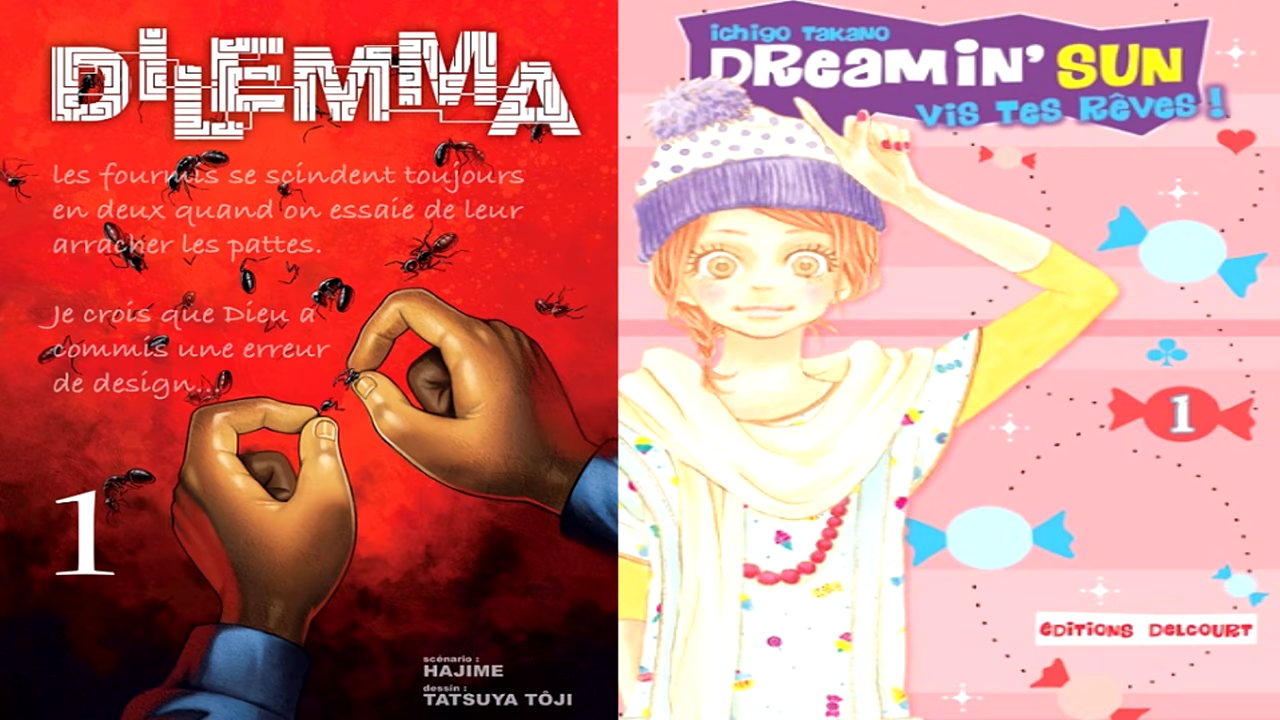 DILEMMA
les fourmis se scindent toujours
en deux quand on essaie de leur
arracher les pattes.
Je crois que Dieu a
commis une erreur
de design...
1
scénario :
HAJIME
dessin :
TATSUYA TÔJI
ichigo TAKANO
DREAMIN' SUN
Vis Tes Rêves !
1
ÉDITIONS DELCOURT